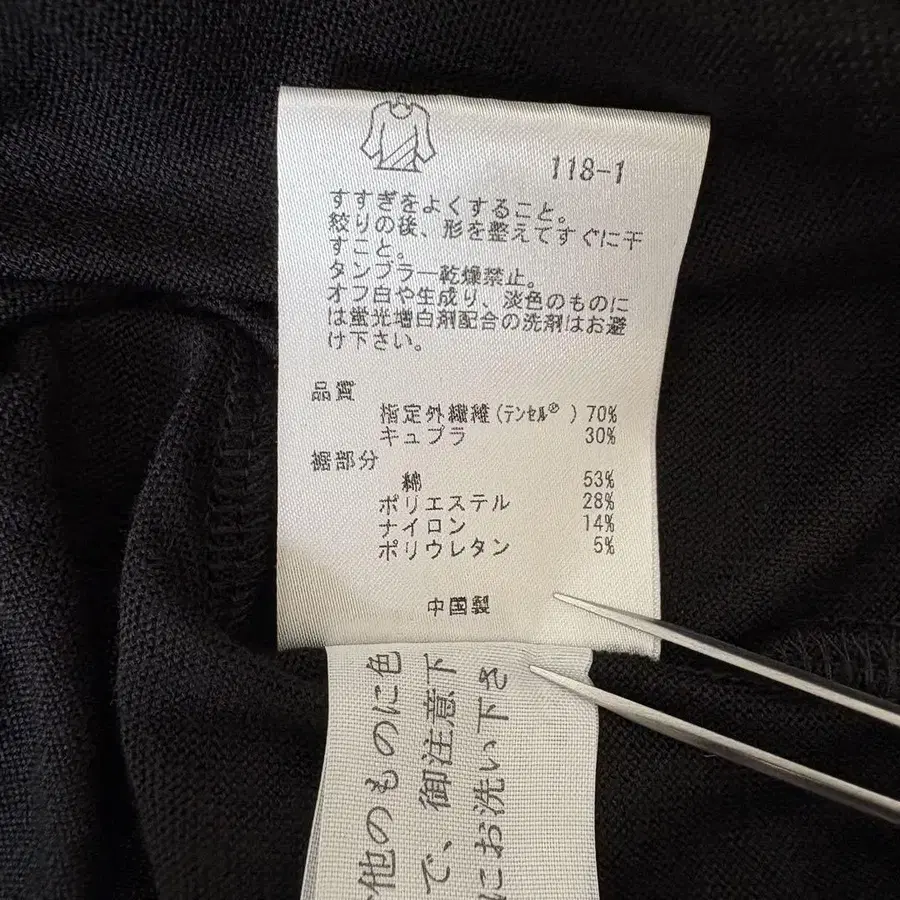 118-1
すすぎをよくすること。
絞りの後、形を整えてすぐに干
すこと。
タンブラー乾燥禁止。
オフ白や生成り、淡色のものに
は蛍光増白剤配合の洗剤はお避
け下さい。
品質
指定外繊維(テンセル®) 70%
キュプラ 30%
裾部分
綿 53%
ポリエステル 28%
ナイロン 14%
ポリウレタン 5%
中国製
他のものに色
で、御注意下
にお洗い下さ